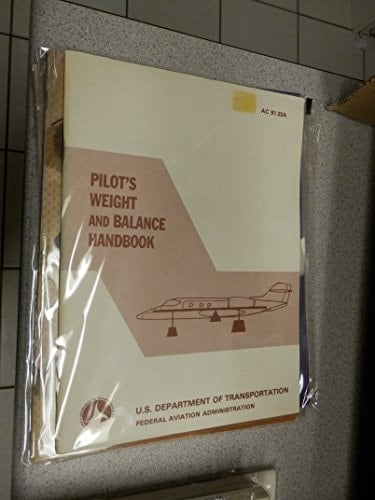 AC 91-23A
PILOT'S
WEIGHT
AND BALANCE
HANDBOOK
U.S. DEPARTMENT OF TRANSPORTATION
FEDERAL AVIATION ADMINISTRATION